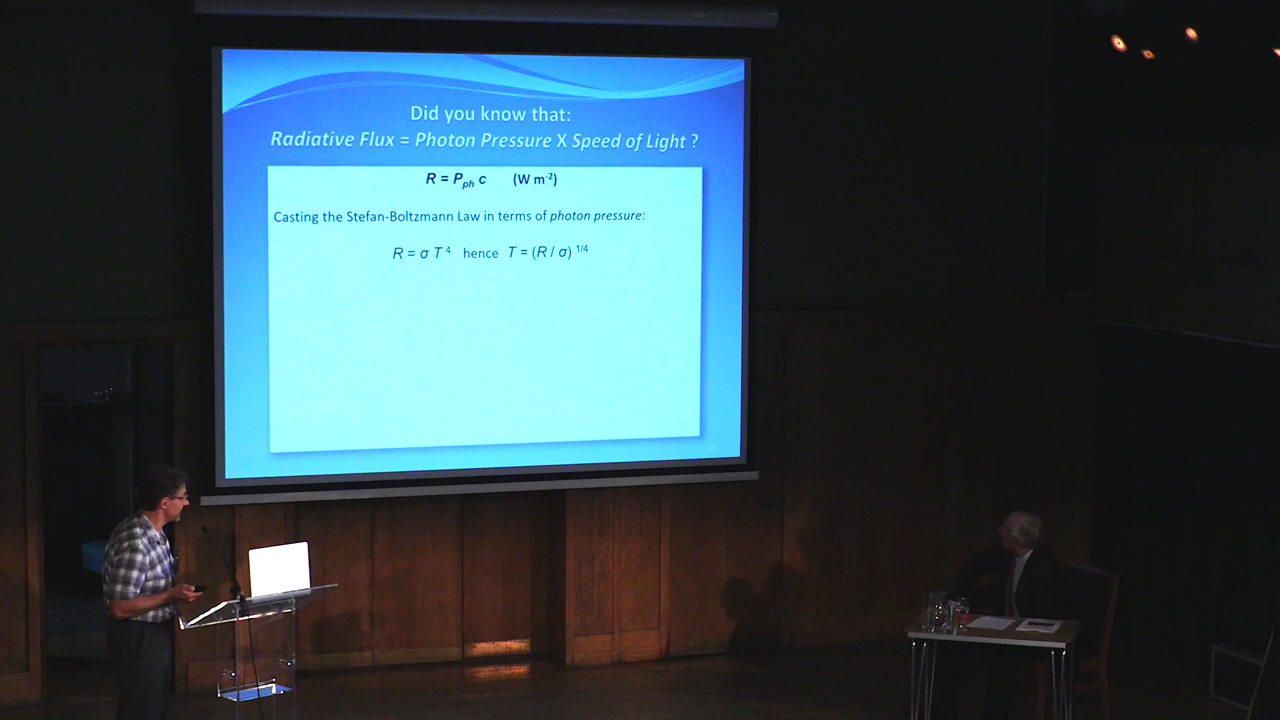 Did you know that:
Radiative Flux = Photon Pressure X Speed of Light ?
R = Pph c (W m-2)
Casting the Stefan-Boltzmann Law in terms of photon pressure:
R = σ T 4 hence T = (R / σ) 1/4